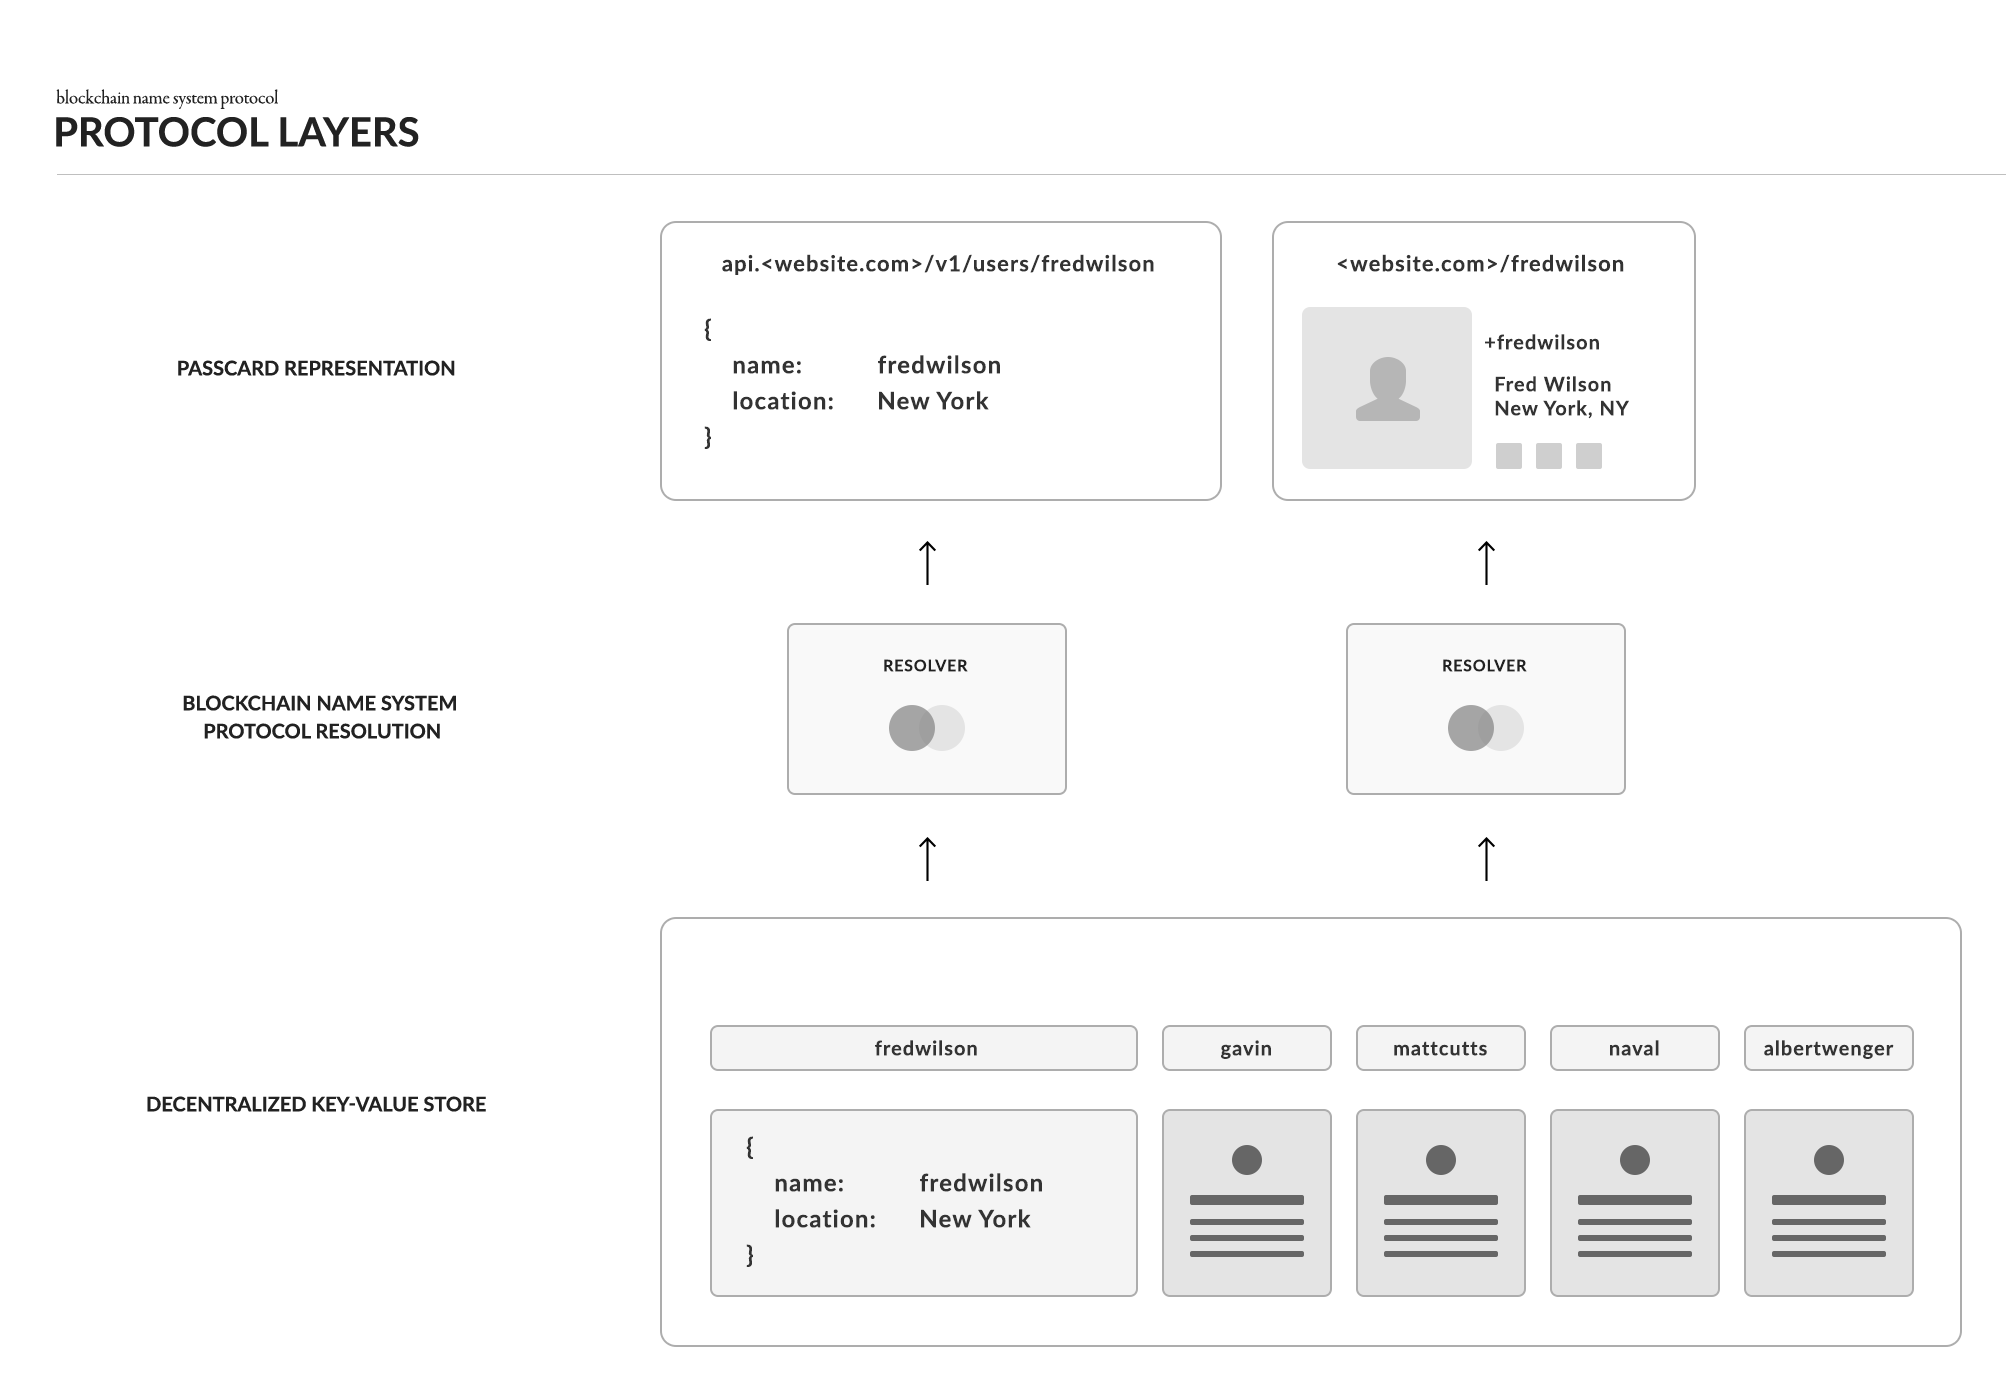 blockchain name system protocol
PROTOCOL LAYERS
PASSCARD REPRESENTATION
api.<website.com>/v1/users/fredwilson
{
name: fredwilson
location: New York
}
<website.com>/fredwilson
+fredwilson
Fred Wilson
New York, NY
BLOCKCHAIN NAME SYSTEM
PROTOCOL RESOLUTION
RESOLVER
RESOLVER
DECENTRALIZED KEY-VALUE STORE
fredwilson
gavin
mattcutts
naval
albertwenger
{
name: fredwilson
location: New York
}